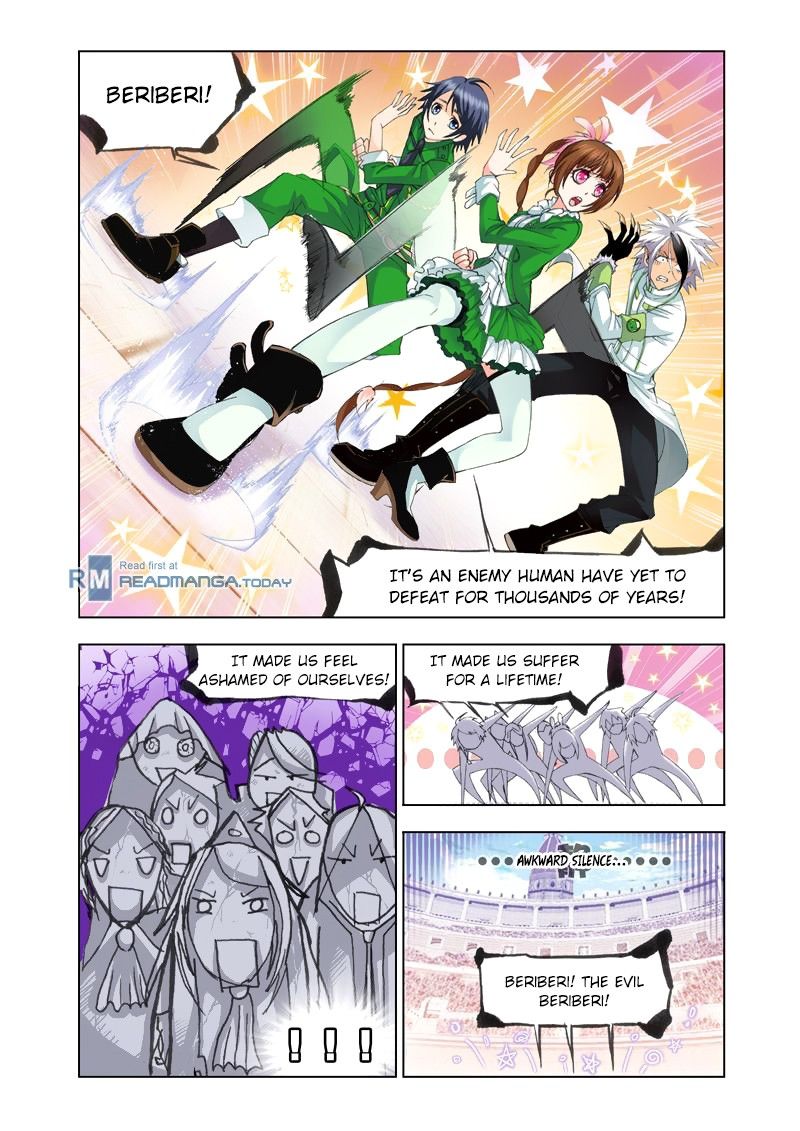 BERIBERI!
Read first at
RM READMANGA.TODAY
IT'S AN ENEMY HUMAN HAVE YET TO
DEFEAT FOR THOUSANDS OF YEARS!
IT MADE US FEEL
ASHAMED OF OURSELVES!
IT MADE US SUFFER
FOR A LIFETIME!
!!!
AWKWARD SILENCE...
BERIBERI! THE EVIL
BERIBERI!